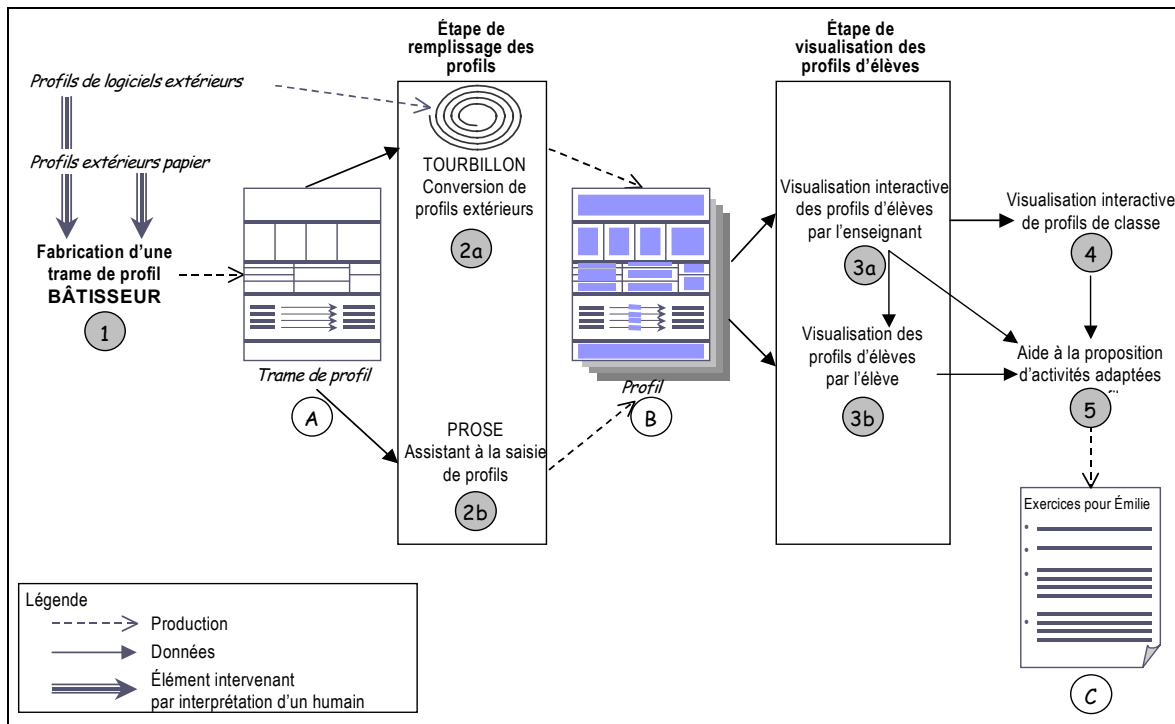 Étape de
remplissage des
profils
Étape de
visualisation des
profils d'élèves
Profils de logiciels extérieurs
Profils extérieurs papier
Fabrication d'une
trame de profil
BÂTISSEUR
1
Trame de profil
A
TOURBILLON
Conversion de
profils extérieurs
2a
PROSE
Assistant à la saisie
de profils
2b
Profil
B
Visualisation interactive
des profils d'élèves
par l'enseignant
3a
Visualisation des
profils d'élèves
par l'élève
3b
Visualisation interactive
de profils de classe
4
Aide à la proposition
d'activités adaptées
5
Exercices pour Émilie
C
Légende
Production
Données
Élément intervenant
par interprétation d'un humain